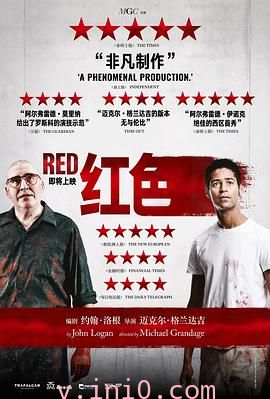 MGC
《泰晤士报》THE TIMES
“非凡制作”
'A PHENOMENAL PRODUCTION.'
《独立报》INDEPENDENT
“阿尔弗雷德·莫里纳
给出了罗斯科的演技示范”
《卫报》THE GUARDIAN
“迈克尔·格兰达吉的版本
无与伦比”
TIME OUT
“阿尔弗雷德·伊诺克
绝佳的西区首秀”
《泰晤士报》THE TIMES
RED
即将上映
红色
《新欧洲人报》THE NEW EUROPEAN
《金融时报》FINANCIAL TIMES
《每日电讯报》THE DAILY TELEGRAPH
编剧 约翰·洛根 导演 迈克尔·格兰达吉
by John Logan directed by Michael Grandage
TRAFALGAR
v.ini0.com